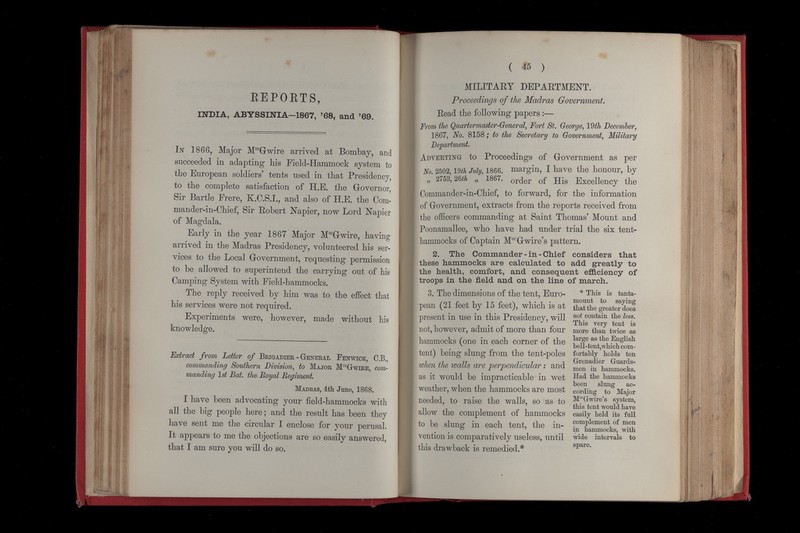 REPORTS,
INDIA, ABYSSINIA—1867, '68, and '69.
In 1866, Major McGwire arrived at Bombay, and
succeeded in adapting his Field-Hammock system to
the European soldiers' tents used in that Presidency,
to the complete satisfaction of H.E. the Governor,
Sir Bartle Frere, K.C.S.I., and also of H.E. the Com-
mander-in-Chief, Sir Robert Napier, now Lord Napier
of Magdala.
Early in the year 1867 Major McGwire, having
arrived in the Madras Presidency, volunteered his ser-
vices to the Local Government, requesting permission
to be allowed to superintend the carrying out of his
Camping System with Field-hammocks.
The reply received by him was to the effect that
his services were not required.
Experiments were, however, made without his
knowledge.
Extract from Letter of Brigadier-General Fenwick, C.B.,
commanding Southern Division, to Major McGwire, com-
manding 1st Bat. the Royal Regiment.
Madras, 4th June, 1868.
I have been advocating your field-hammocks with
all the big people here; and the result has been they
have sent me the circular I enclose for your perusal.
It appears to me the objections are so easily answered,
that I am sure you will do so.
( 45 )
MILITARY DEPARTMENT.
Proceedings of the Madras Government.
Read the following papers:—
From the Quartermaster-General, Fort St. George, 19th December,
1867, No. 8158; to the Secretary to Government, Military
Department.
Adverting to Proceedings of Government as per
No. 2592, 19th July, 1866.
„ 2753, 26th „ 1867.
margin, I have the honour, by
order of His Excellency the
Commander-in-Chief, to forward, for the information
of Government, extracts from the reports received from
the officers commanding at Saint Thomas' Mount and
Poonamallee, who have had under trial the six tent-
hammocks of Captain McGwire's pattern.
2. The Commander-in-Chief considers that
these hammocks are calculated to add greatly to
the health, comfort, and consequent efficiency of
troops in the field and on the line of march.
3. The dimensions of the tent, Euro-
pean (21 feet by 15 feet), which is at
present in use in this Presidency, will
not, however, admit of more than four
hammocks (one in each corner of the
tent) being slung from the tent-poles
when the walls are perpendicular: and
as it would be impracticable in wet
weather, when the hammocks are most
needed, to raise the walls, so as to
allow the complement of hammocks
to be slung in each tent, the in-
vention is comparatively useless, until
this drawback is remedied.*
* This is tanta-
mount to saying
that the greater does
not contain the less.
This very tent is
more than twice as
large as the English
bell-tent, which com-
fortably holds ten
Grenadier Guards-
men in hammocks.
Had the hammocks
been slung ac-
cording to Major
McGwire's system,
this tent would have
easily held its full
complement of men
in hammocks, with
wide intervals to
spare.